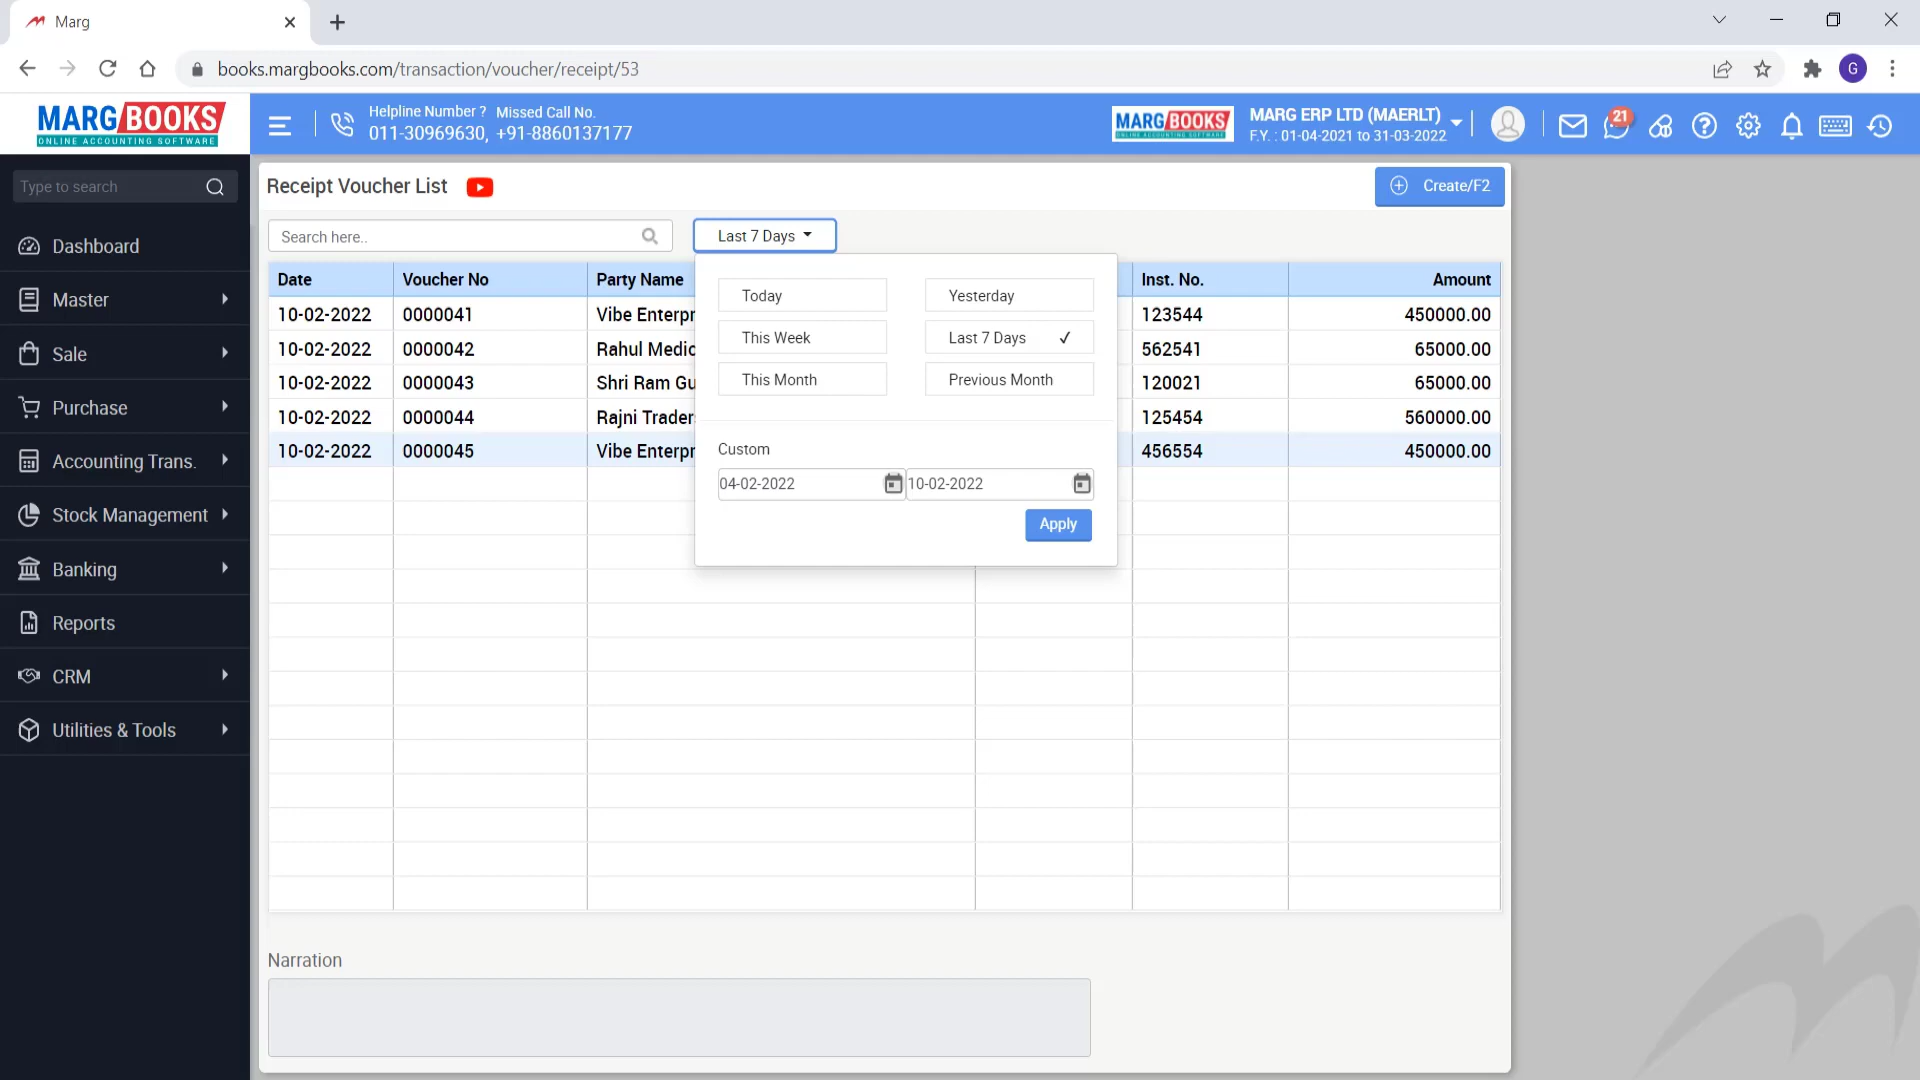 Marg
books.margbooks.com/transaction/voucher/receipt/53
G
MARG BOOKS
ONLINE ACCOUNTING SOFTWARE
Helpline Number ? Missed Call No.
011-30969630, +91-8860137177
MARG BOOKS
ONLINE ACCOUNTING SOFTWARE
MARG ERP LTD (MAERLT)
F.Y. : 01-04-2021 to 31-03-2022
21
Type to search
Dashboard
Master
Sale
Purchase
Accounting Trans.
Stock Management
Banking
Reports
CRM
Utilities & Tools
Receipt Voucher List
Create/F2
Search here..
Last 7 Days
Date Voucher No Party Name Inst. No. Amount
10-02-2022 0000041 Vibe Enterpr 123544 450000.00
10-02-2022 0000042 Rahul Medic 562541 65000.00
10-02-2022 0000043 Shri Ram Gu 120021 65000.00
10-02-2022 0000044 Rajni Trader 125454 560000.00
10-02-2022 0000045 Vibe Enterpr 456554 450000.00
Today Yesterday
This Week Last 7 Days ✓
This Month Previous Month
Custom
04-02-2022 10-02-2022
Apply
Narration